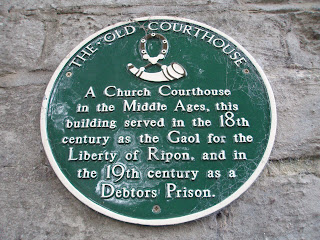 THE OLD COURTHOUSE
A Church Courthouse
in the Middle Ages, this
building served in the 18th
century as the Gaol for the
Liberty of Ripon, and in
the 19th century as a
Debtors Prison.